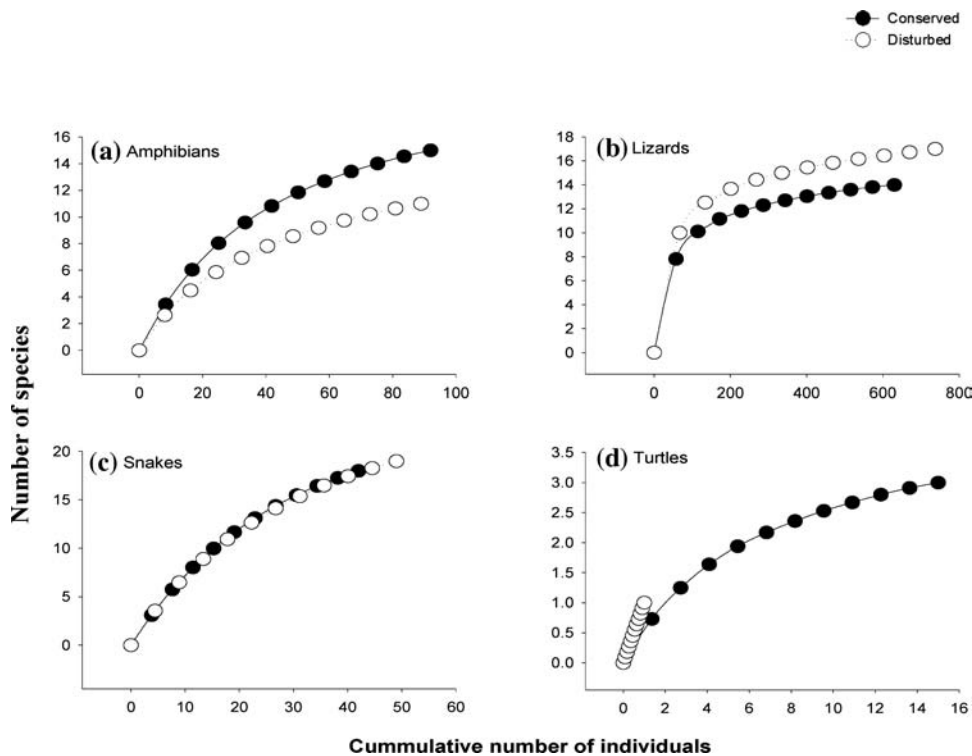 Conserved
Disturbed
(a) Amphibians
16
14
12
10
8
6
4
2
0
0 20 40 60 80 100
(b) Lizards
18
16
14
12
10
8
6
4
2
0
0 200 400 600 800
(c) Snakes
20
15
10
5
0
0 10 20 30 40 50 60
(d) Turtles
3.5
3.0
2.5
2.0
1.5
1.0
0.5
0.0
0 2 4 6 8 10 12 14 16
Number of species
Cummulative number of individuals